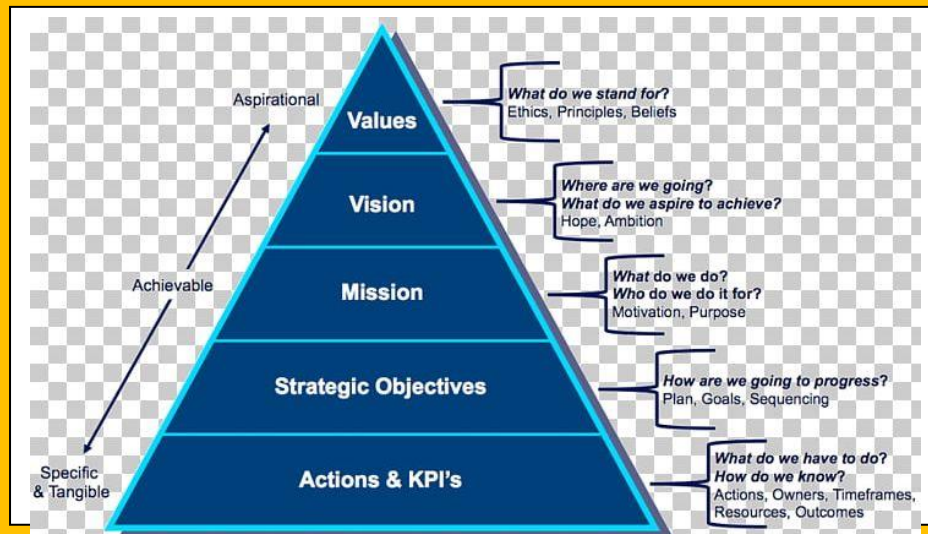 Aspirational
Values
What do we stand for?
Ethics, Principles, Beliefs
Vision
Where are we going?
What do we aspire to achieve?
Hope, Ambition
Achievable
Mission
What do we do?
Who do we do it for?
Motivation, Purpose
Strategic Objectives
How are we going to progress?
Plan, Goals, Sequencing
Specific
& Tangible
Actions & KPI's
What do we have to do?
How do we know?
Actions, Owners, Timeframes,
Resources, Outcomes